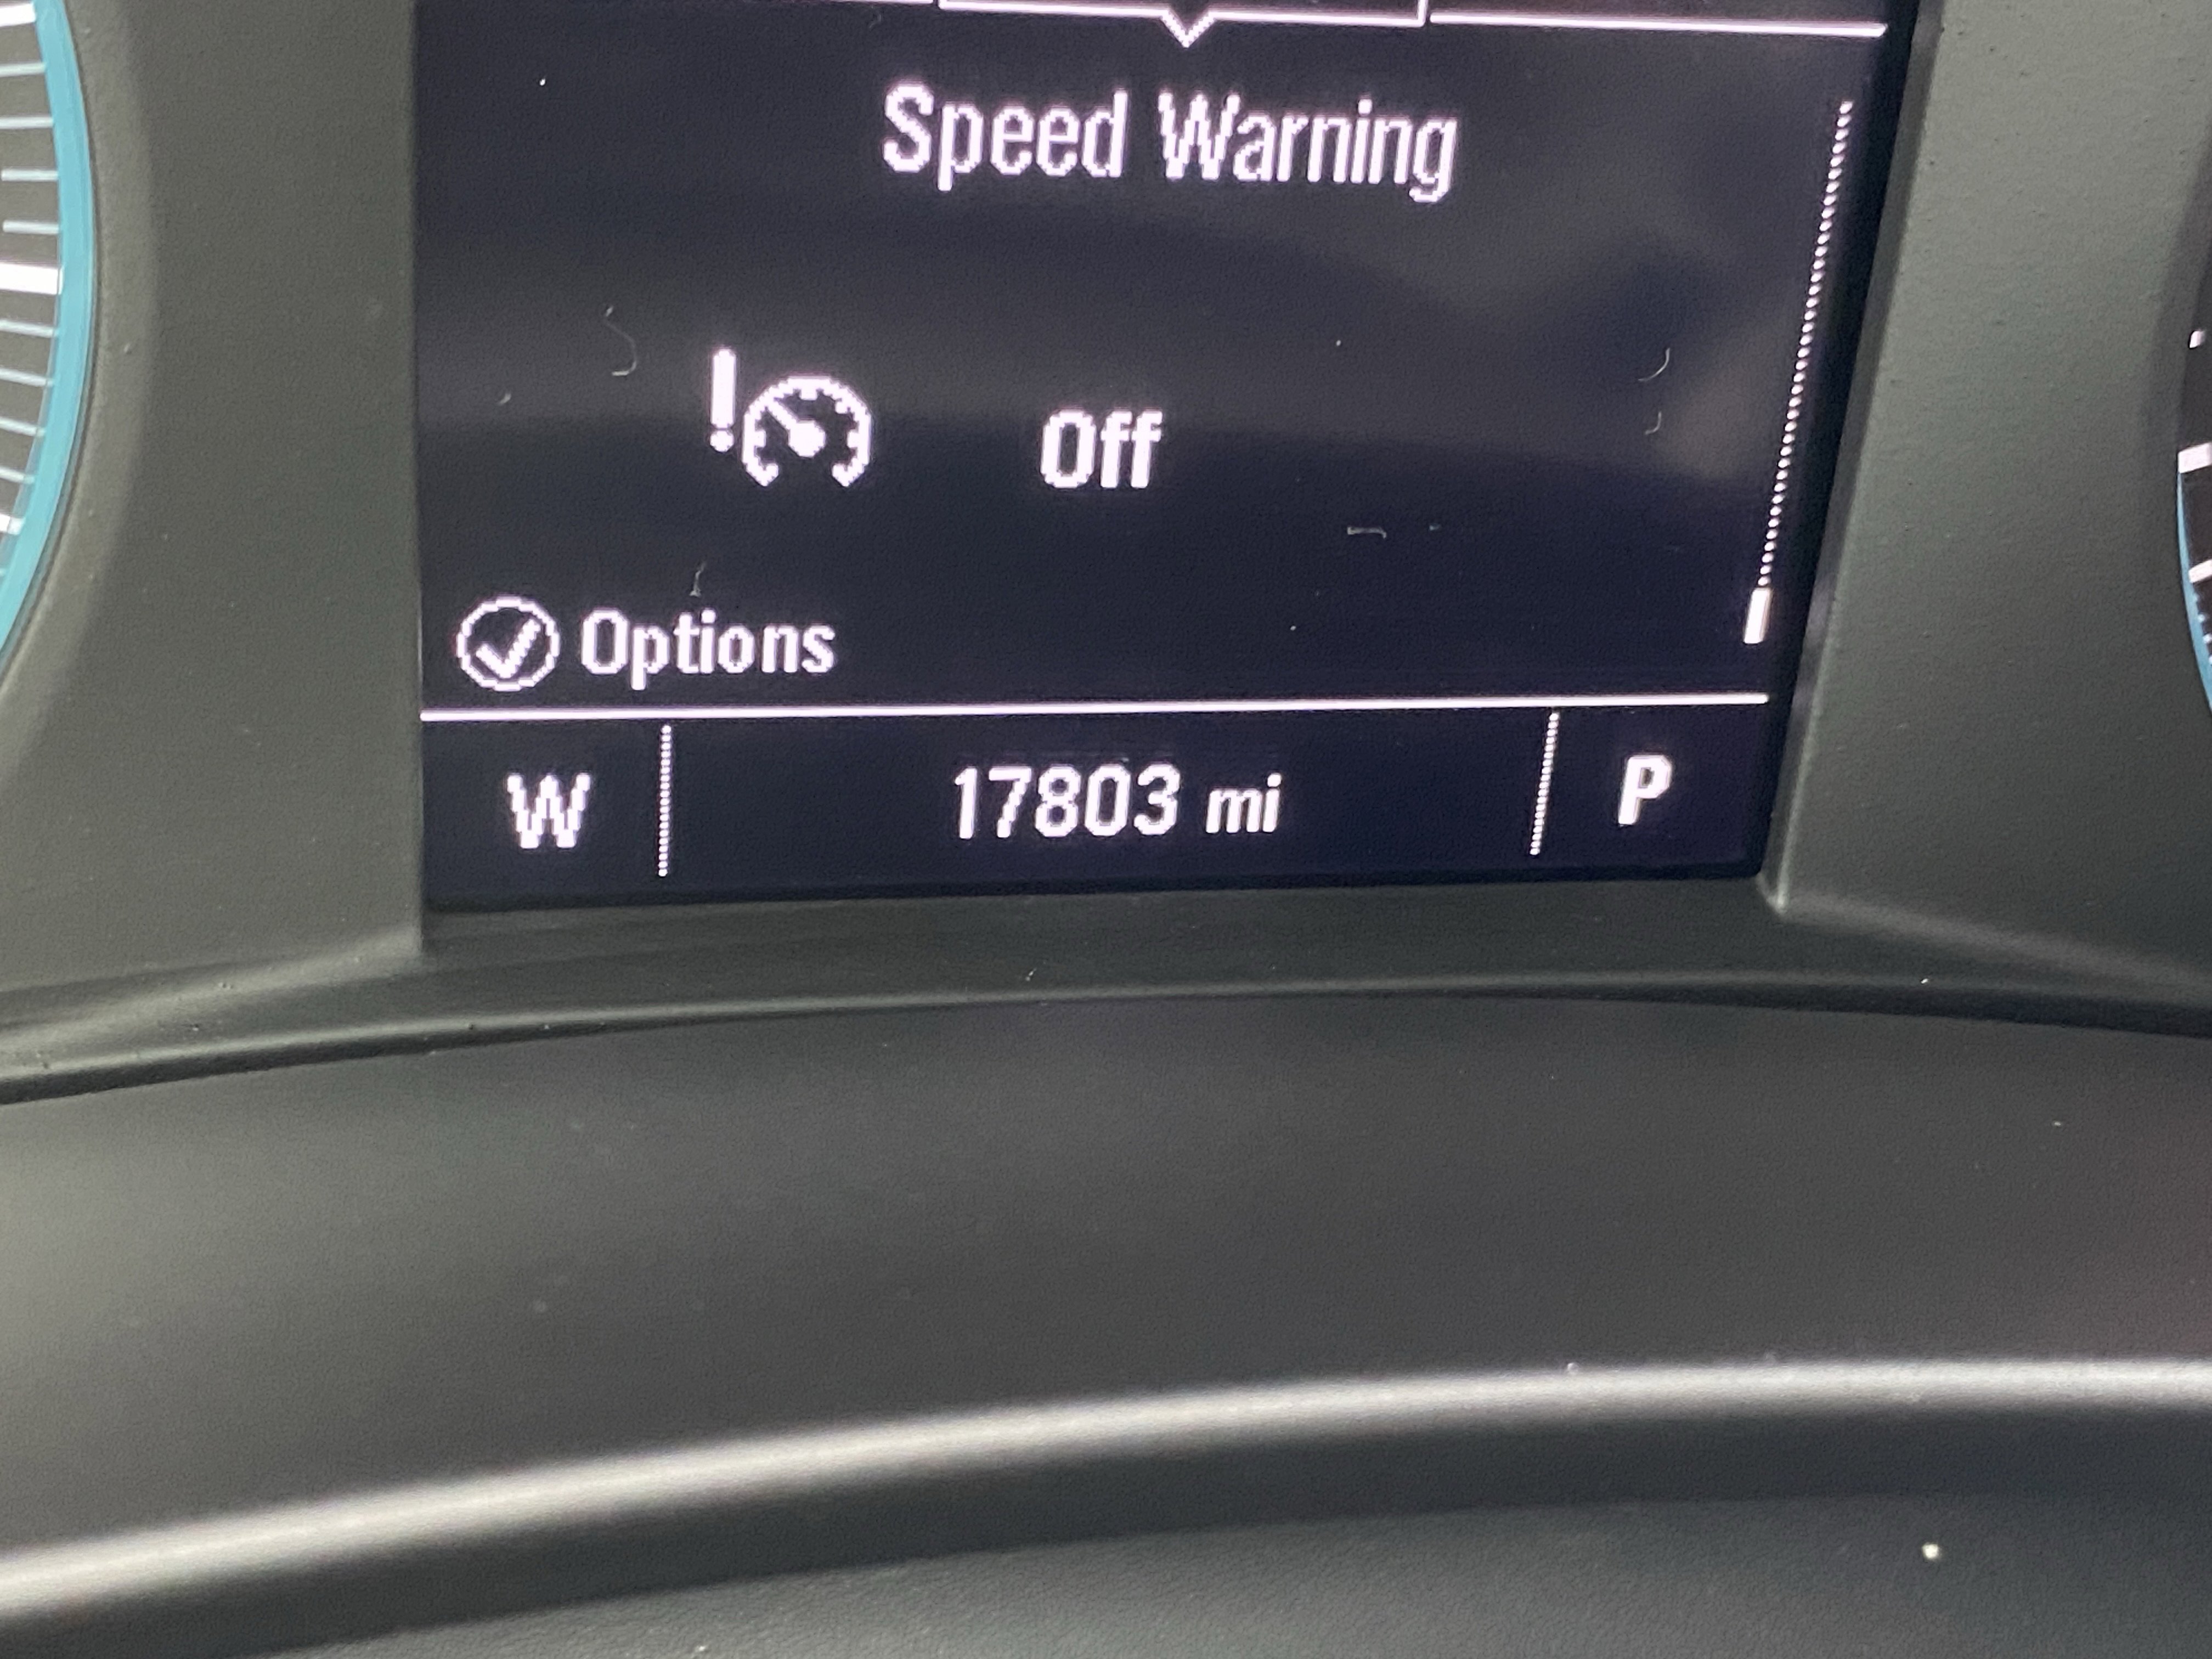 Speed Warning
Off
Options
W 17803 mi P